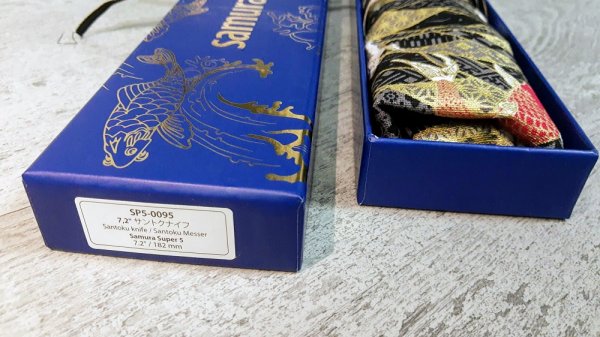 samura
SP5-0095
7,2" サントクナイフ
Santoku knife / Santoku Messer
Samura Super 5
7.2" / 182 mm